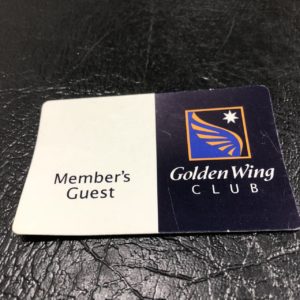 Member's
Guest
Golden Wing
CLUB